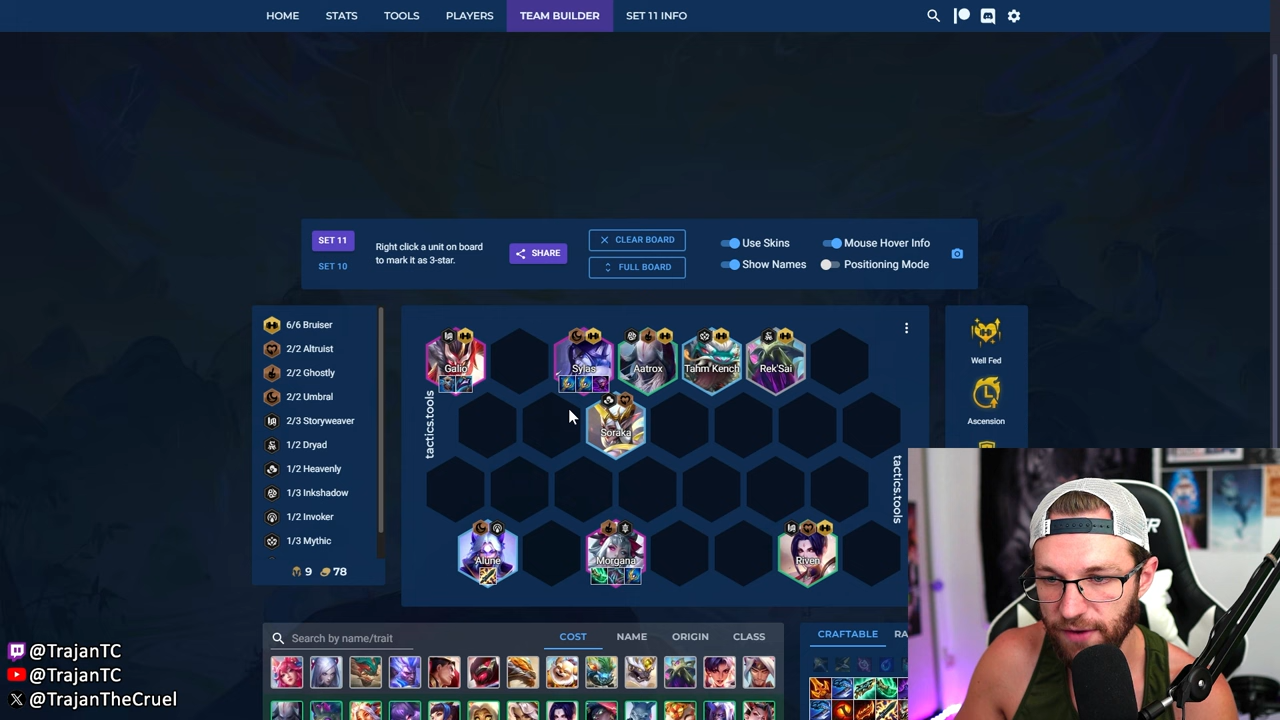 HOME STATS TOOLS PLAYERS TEAM BUILDER SET 11 INFO
SET 11
SET 10
Right click a unit on board
to mark it as 3-star.
SHARE
CLEAR BOARD
FULL BOARD
Use Skins
Mouse Hover Info
Show Names
Positioning Mode
6/6 Bruiser
2/2 Altruist
2/2 Ghostly
2/2 Umbral
2/3 Storyweaver
1/2 Dryad
1/2 Heavenly
1/3 Inkshadow
1/2 Invoker
1/3 Mythic
9 78
tactics.tools
Galio
Sylas
Aatrox
Tahm Kench
Rek'Sai
Soraka
Alune
Morgana
Riven
tactics.tools
Well Fed
Ascension
Search by name/trait
COST NAME ORIGIN CLASS
CRAFTABLE RA
@TrajanTC
@TrajanTC
@TrajanTheCruel